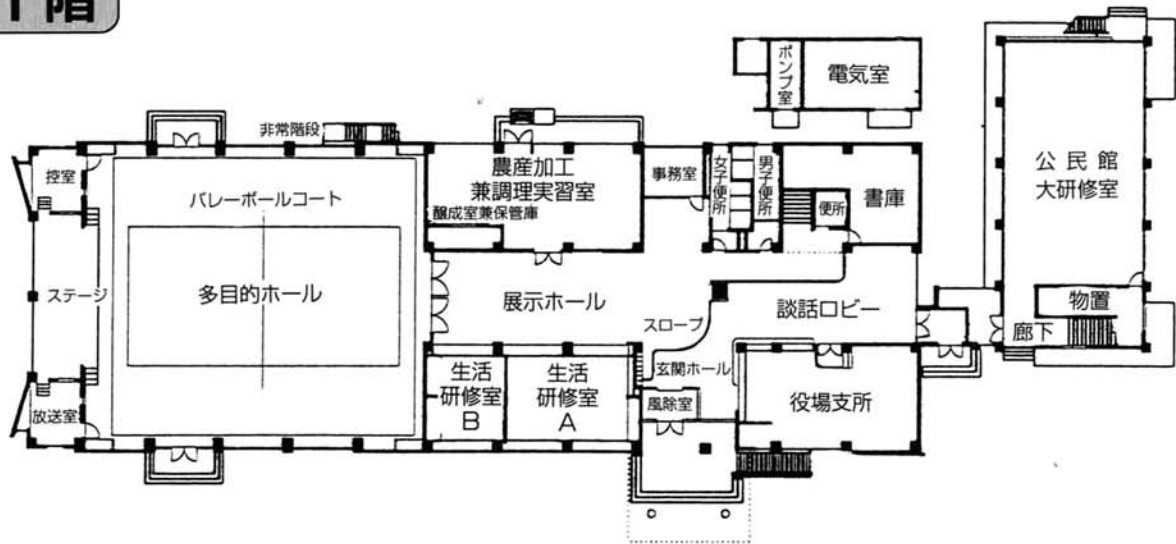 1階
ポンプ室
電気室
非常階段
控室
バレーボールコート
農産加工
兼調理実習室
醸成室兼保管庫
事務室
女子便所
男子便所
便所
書庫
公民館
大研修室
ステージ
多目的ホール
展示ホール
スロープ
談話ロビー
物置
廊下
放送室
生活
研修室
B
生活
研修室
A
玄関ホール
風除室
役場支所